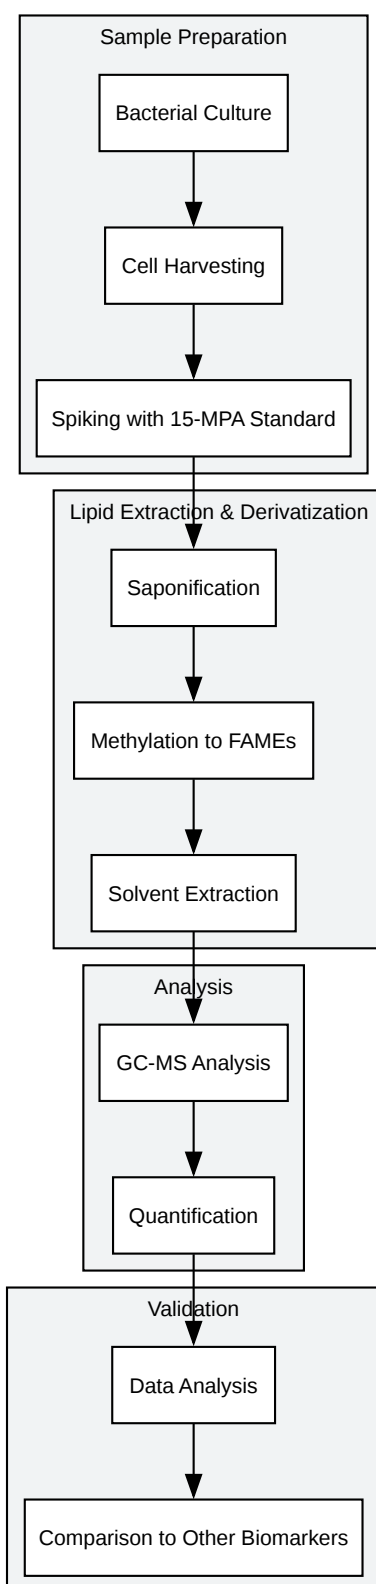 Sample Preparation
Bacterial Culture
Cell Harvesting
Spiking with 15-MPA Standard
Lipid Extraction & Derivatization
Saponification
Methylation to FAMEs
Solvent Extraction
Analysis
GC-MS Analysis
Quantification
Validation
Data Analysis
Comparison to Other Biomarkers